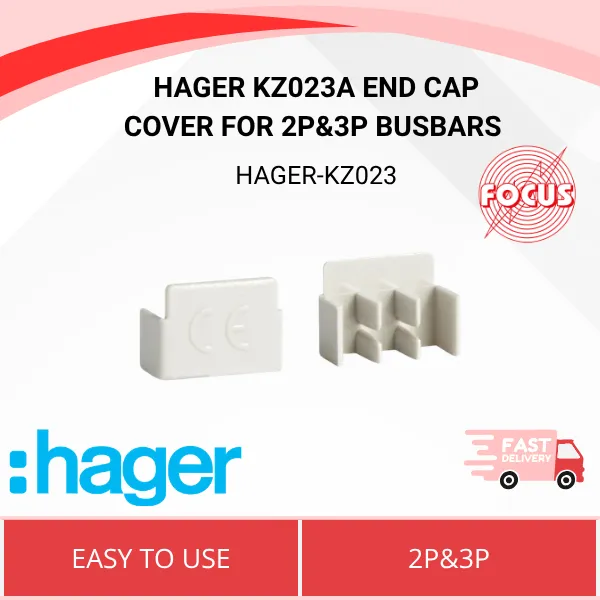 HAGER KZ023A END CAP
COVER FOR 2P&3P BUSBARS
HAGER-KZ023
FOCUS
CE
:hager
FAST
DELIVERY
EASY TO USE
2P&3P